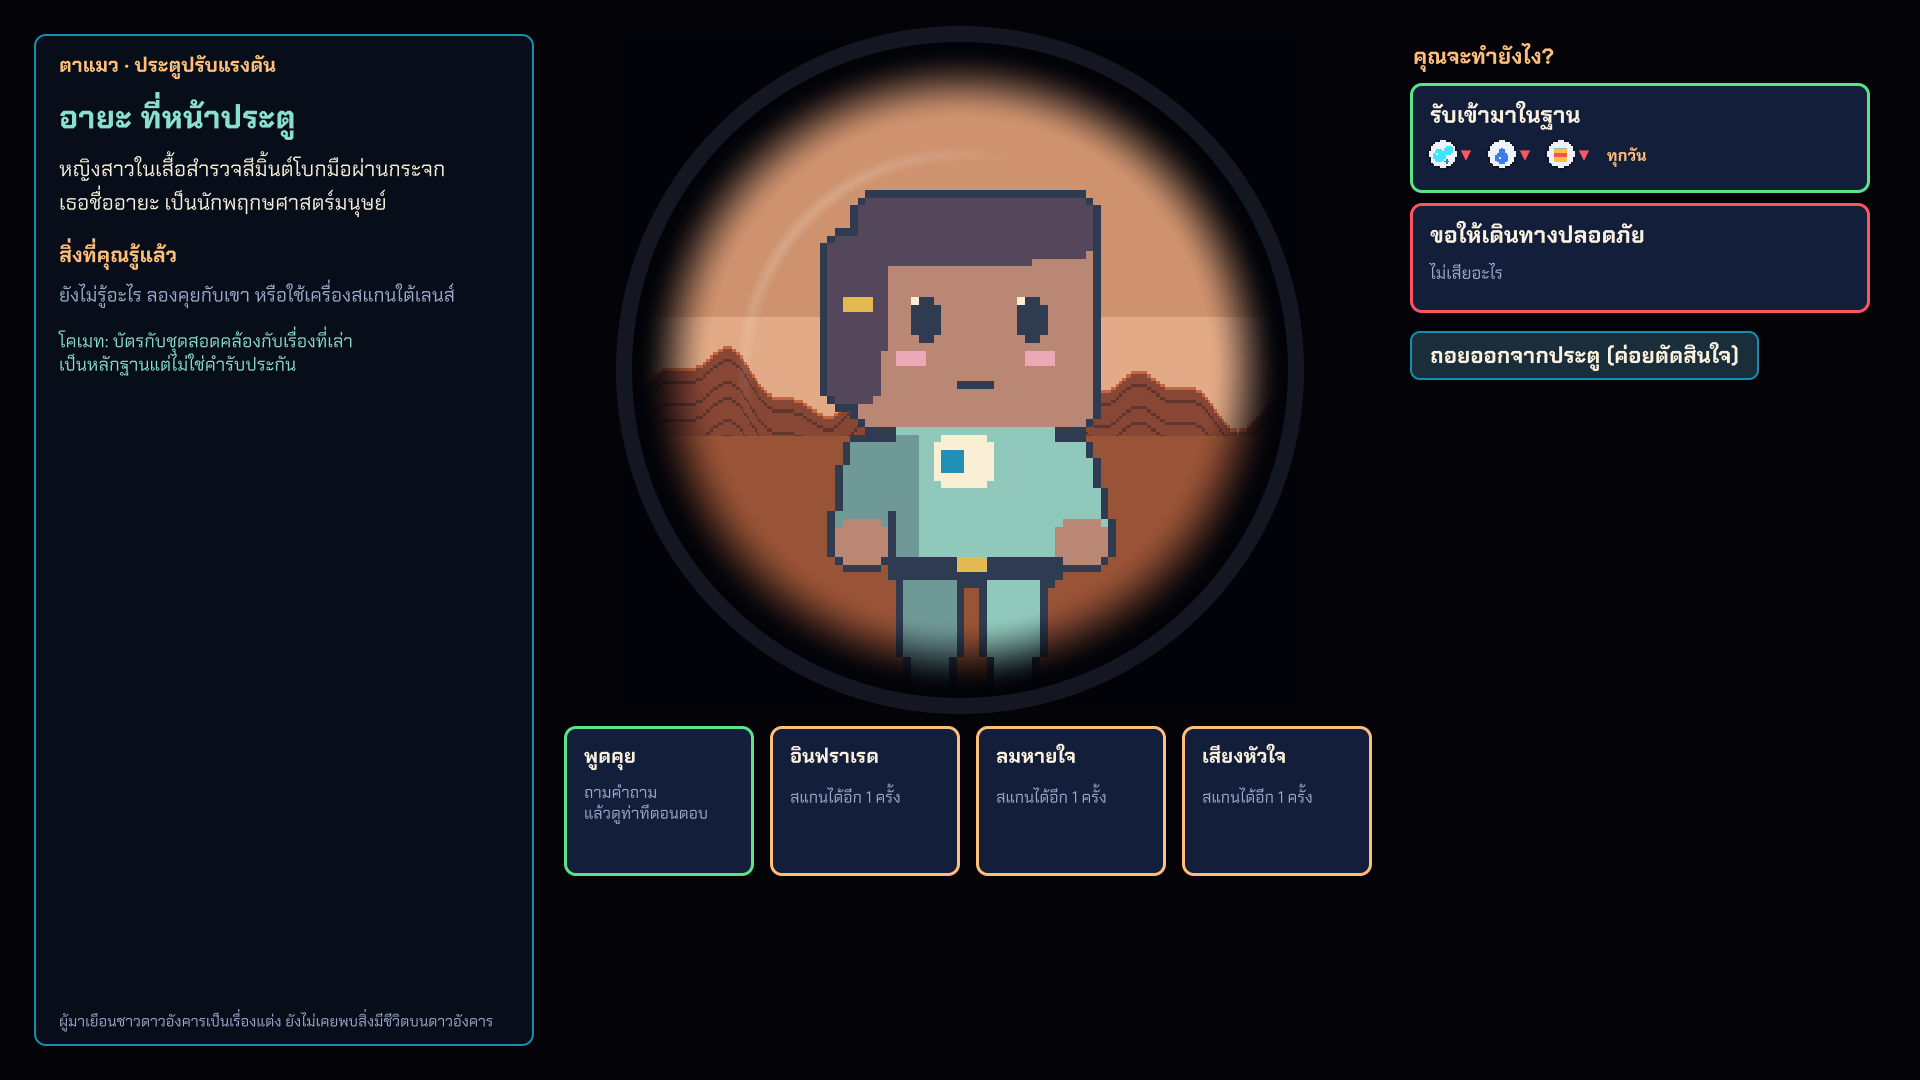 ตาแมว · ประตูปรับแรงดัน
อายะ ที่หน้าประตู
หญิงสาวในเสื้อสำรวจสีมิ้นต์โบกมือผ่านกระจก
เธอชื่ออายะ เป็นนักพฤกษศาสตร์มนุษย์
สิ่งที่คุณรู้แล้ว
ยังไม่รู้อะไร ลองคุยกับเขา หรือใช้เครื่องสแกนใต้เลนส์
โคเมท: บัตรกับชุดสอดคล้องกับเรื่องที่เล่า
เป็นหลักฐานแต่ไม่ใช่คำรับประกัน
ผู้มาเยือนชาวดาวอังคารเป็นเรื่องแต่ง ยังไม่เคยพบสิ่งมีชีวิตบนดาวอังคาร
พูดคุย
ถามคำถาม
แล้วดูท่าทีตอนตอบ
อินฟราเรด
สแกนได้อีก 1 ครั้ง
ลมหายใจ
สแกนได้อีก 1 ครั้ง
เสียงหัวใจ
สแกนได้อีก 1 ครั้ง
คุณจะทำยังไง?
รับเข้ามาในฐาน
ทุกวัน
ขอให้เดินทางปลอดภัย
ไม่เสียอะไร
ถอยออกจากประตู (ค่อยตัดสินใจ)